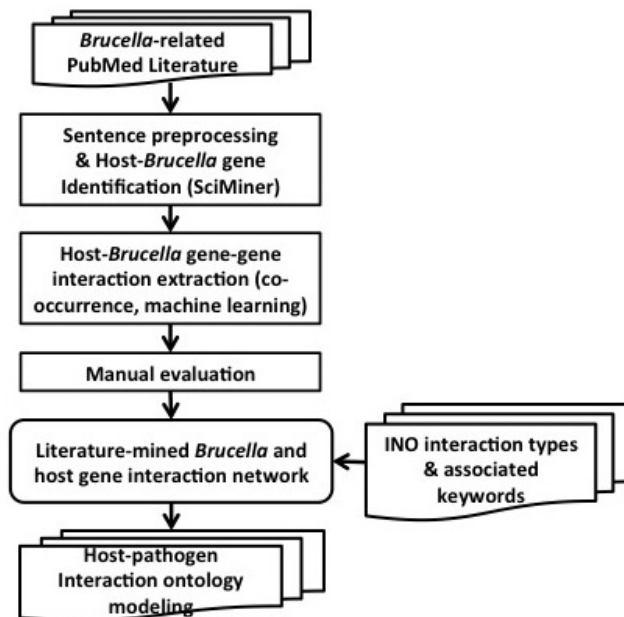 Brucella-related
PubMed Literature
Sentence preprocessing
& Host-Brucella gene
Identification (SciMiner)
Host-Brucella gene-gene
interaction extraction (co-
occurrence, machine learning)
Manual evaluation
Literature-mined Brucella and
host gene interaction network
INO interaction types
& associated
keywords
Host-pathogen
Interaction ontology
modeling